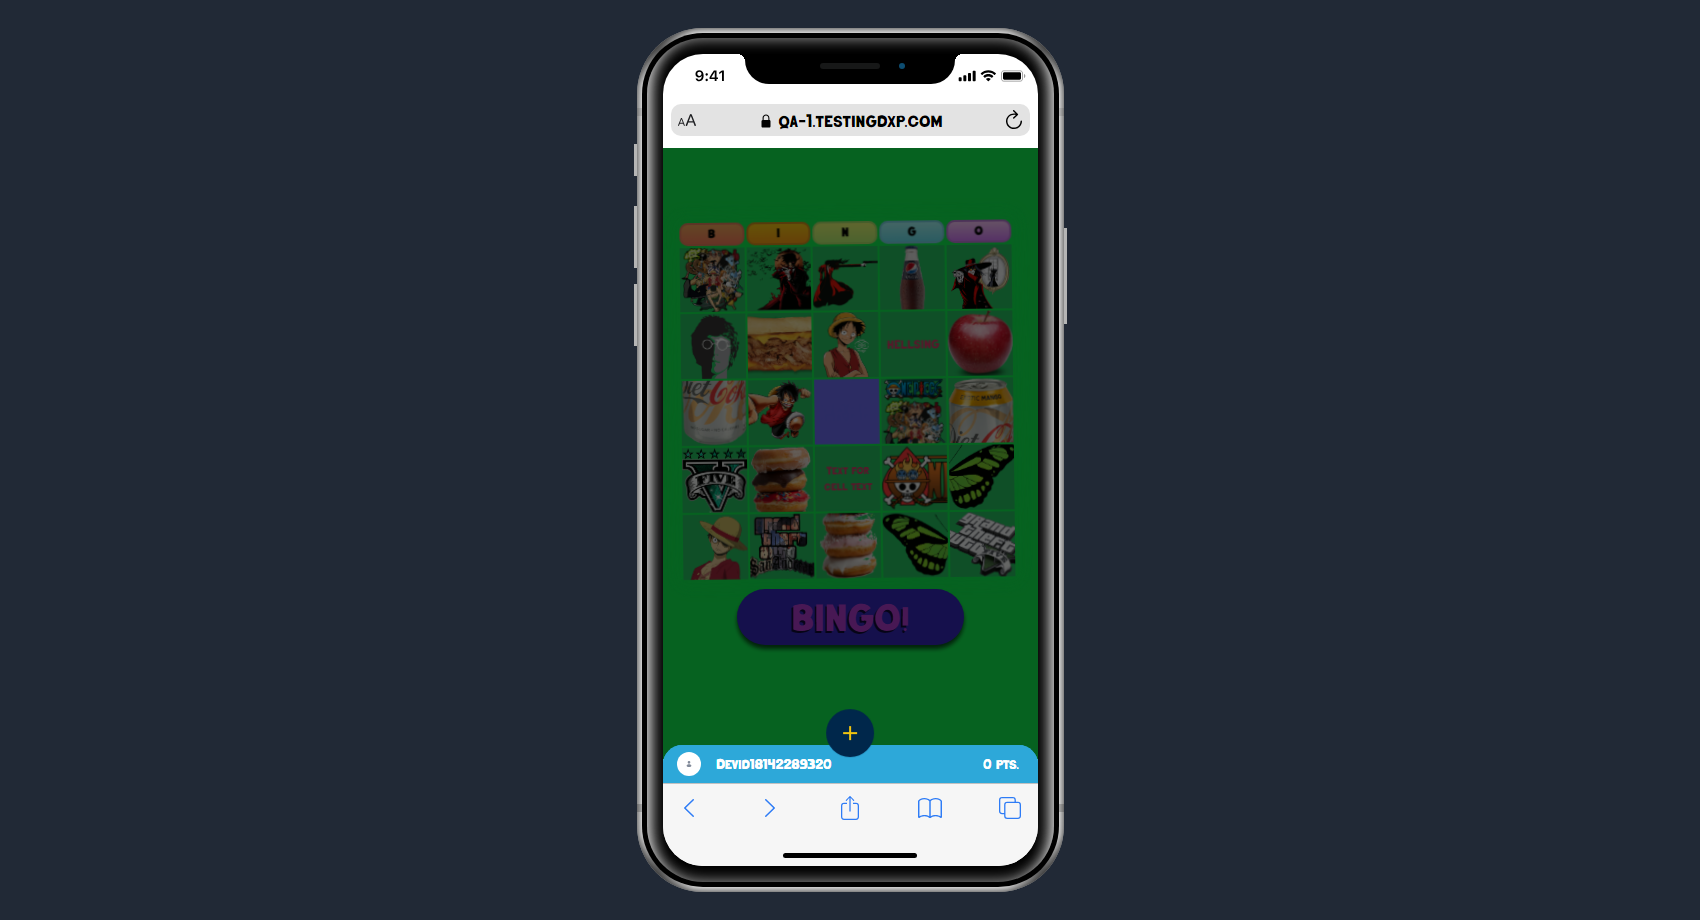 9:41
AA
QA-1.TESTINGDXP.COM
B I N G O
HELLSING
FIVE
TEST FOR
CELL TEXT
BINGO!
+
DEVID18142289320
0 PTS.